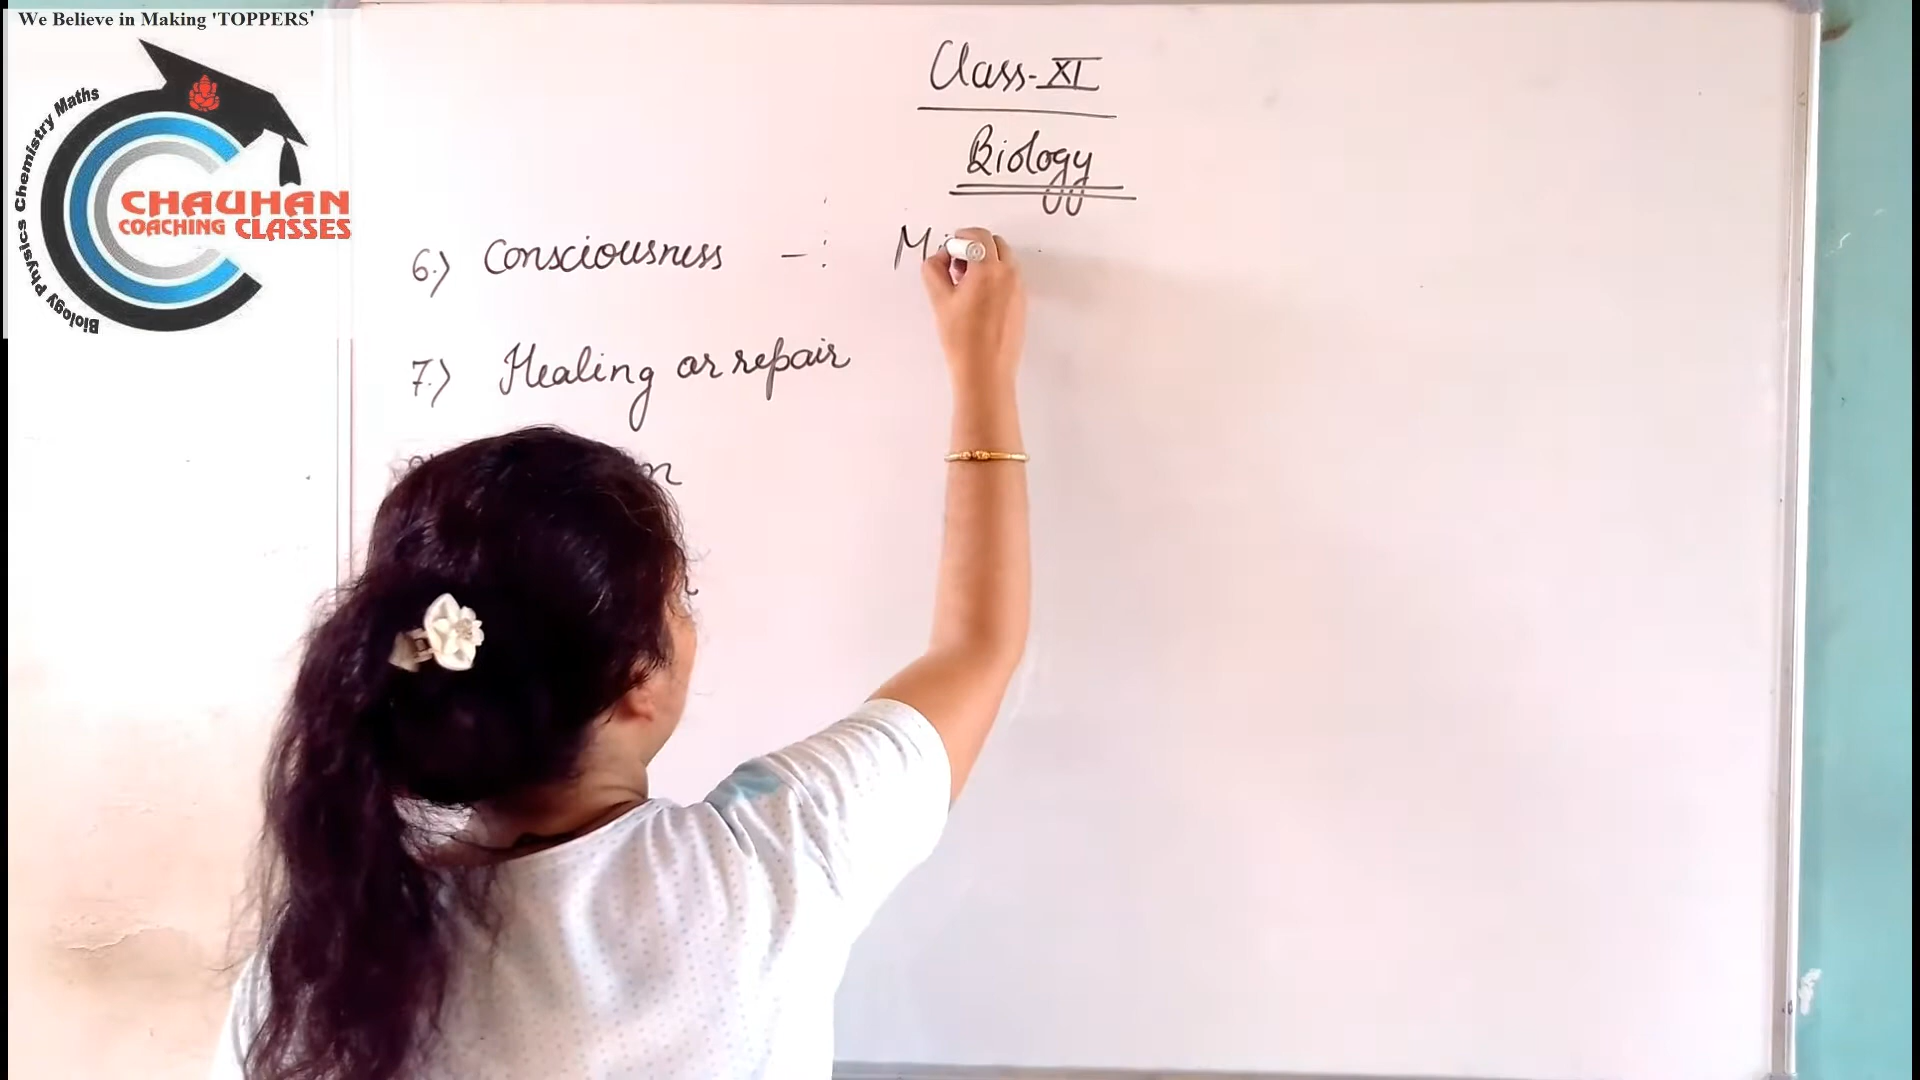 We Believe in Making 'TOPPERS'
Biology Physics Chemistry Maths
CHAUHAN
COACHING CLASSES
Class-XI
Biology
6.) Consciousness -:
7.) Healing or repair